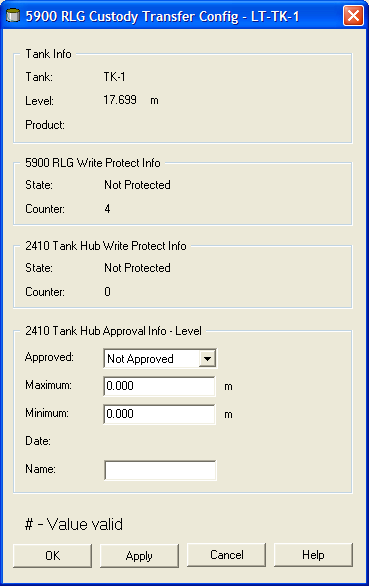 5900 RLG Custody Transfer Config - LT-TK-1
Tank Info
Tank: TK-1
Level: 17.699 m
Product:
5900 RLG Write Protect Info
State: Not Protected
Counter: 4
2410 Tank Hub Write Protect Info
State: Not Protected
Counter: 0
2410 Tank Hub Approval Info - Level
Approved: Not Approved
Maximum: 0.000 m
Minimum: 0.000 m
Date:
Name:
# - Value valid
OK Apply Cancel Help